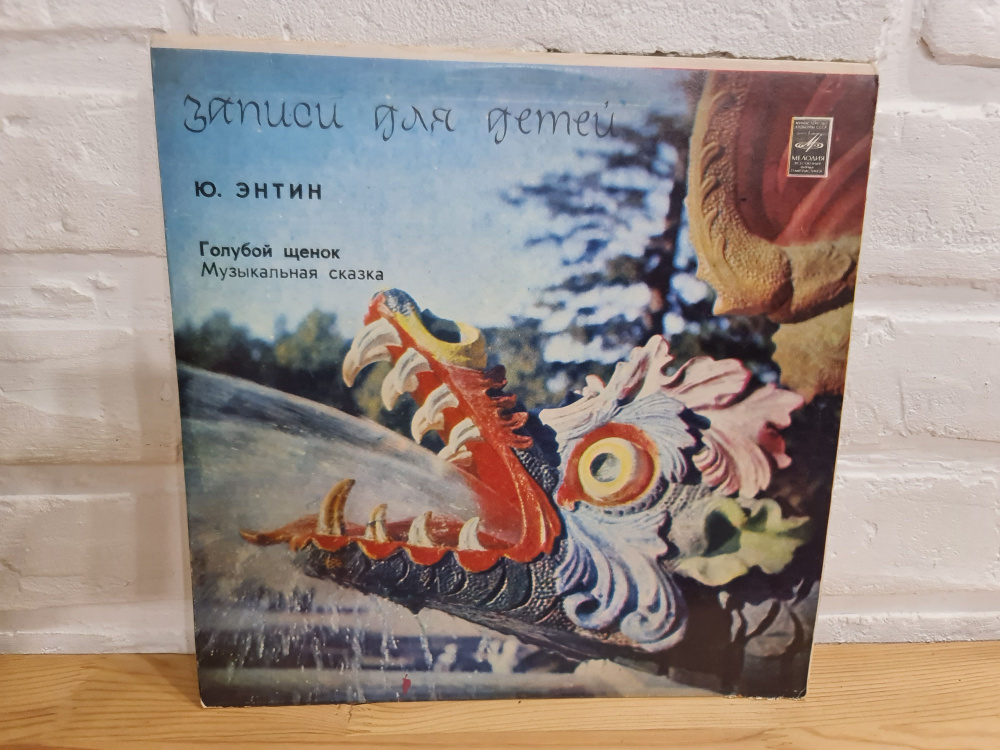 записи для детей
Ю. ЭНТИН
Голубой щенок
Музыкальная сказка
МЕЛОДИЯ